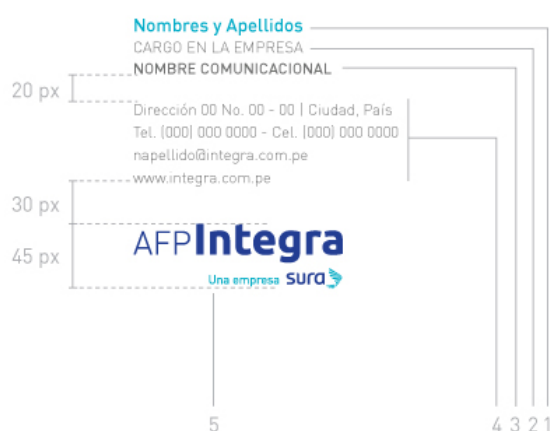 Nombres y Apellidos
CARGO EN LA EMPRESA
NOMBRE COMUNICACIONAL
20 px
Dirección 00 No. 00 - 00 | Ciudad, País
Tel. (000) 000 0000 - Cel. (000) 000 0000
napellido@integra.com.pe
www.integra.com.pe
30 px
AFPIntegra
45 px
Una empresa sura
5 4 3 2 1